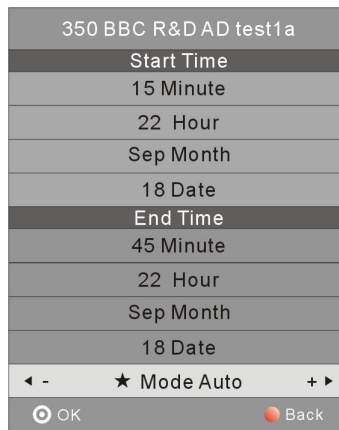 350 BBC R&D AD test1a
Start Time
15 Minute
22 Hour
Sep Month
18 Date
End Time
45 Minute
22 Hour
Sep Month
18 Date
◄ - ★ Mode Auto + ►
OK Back